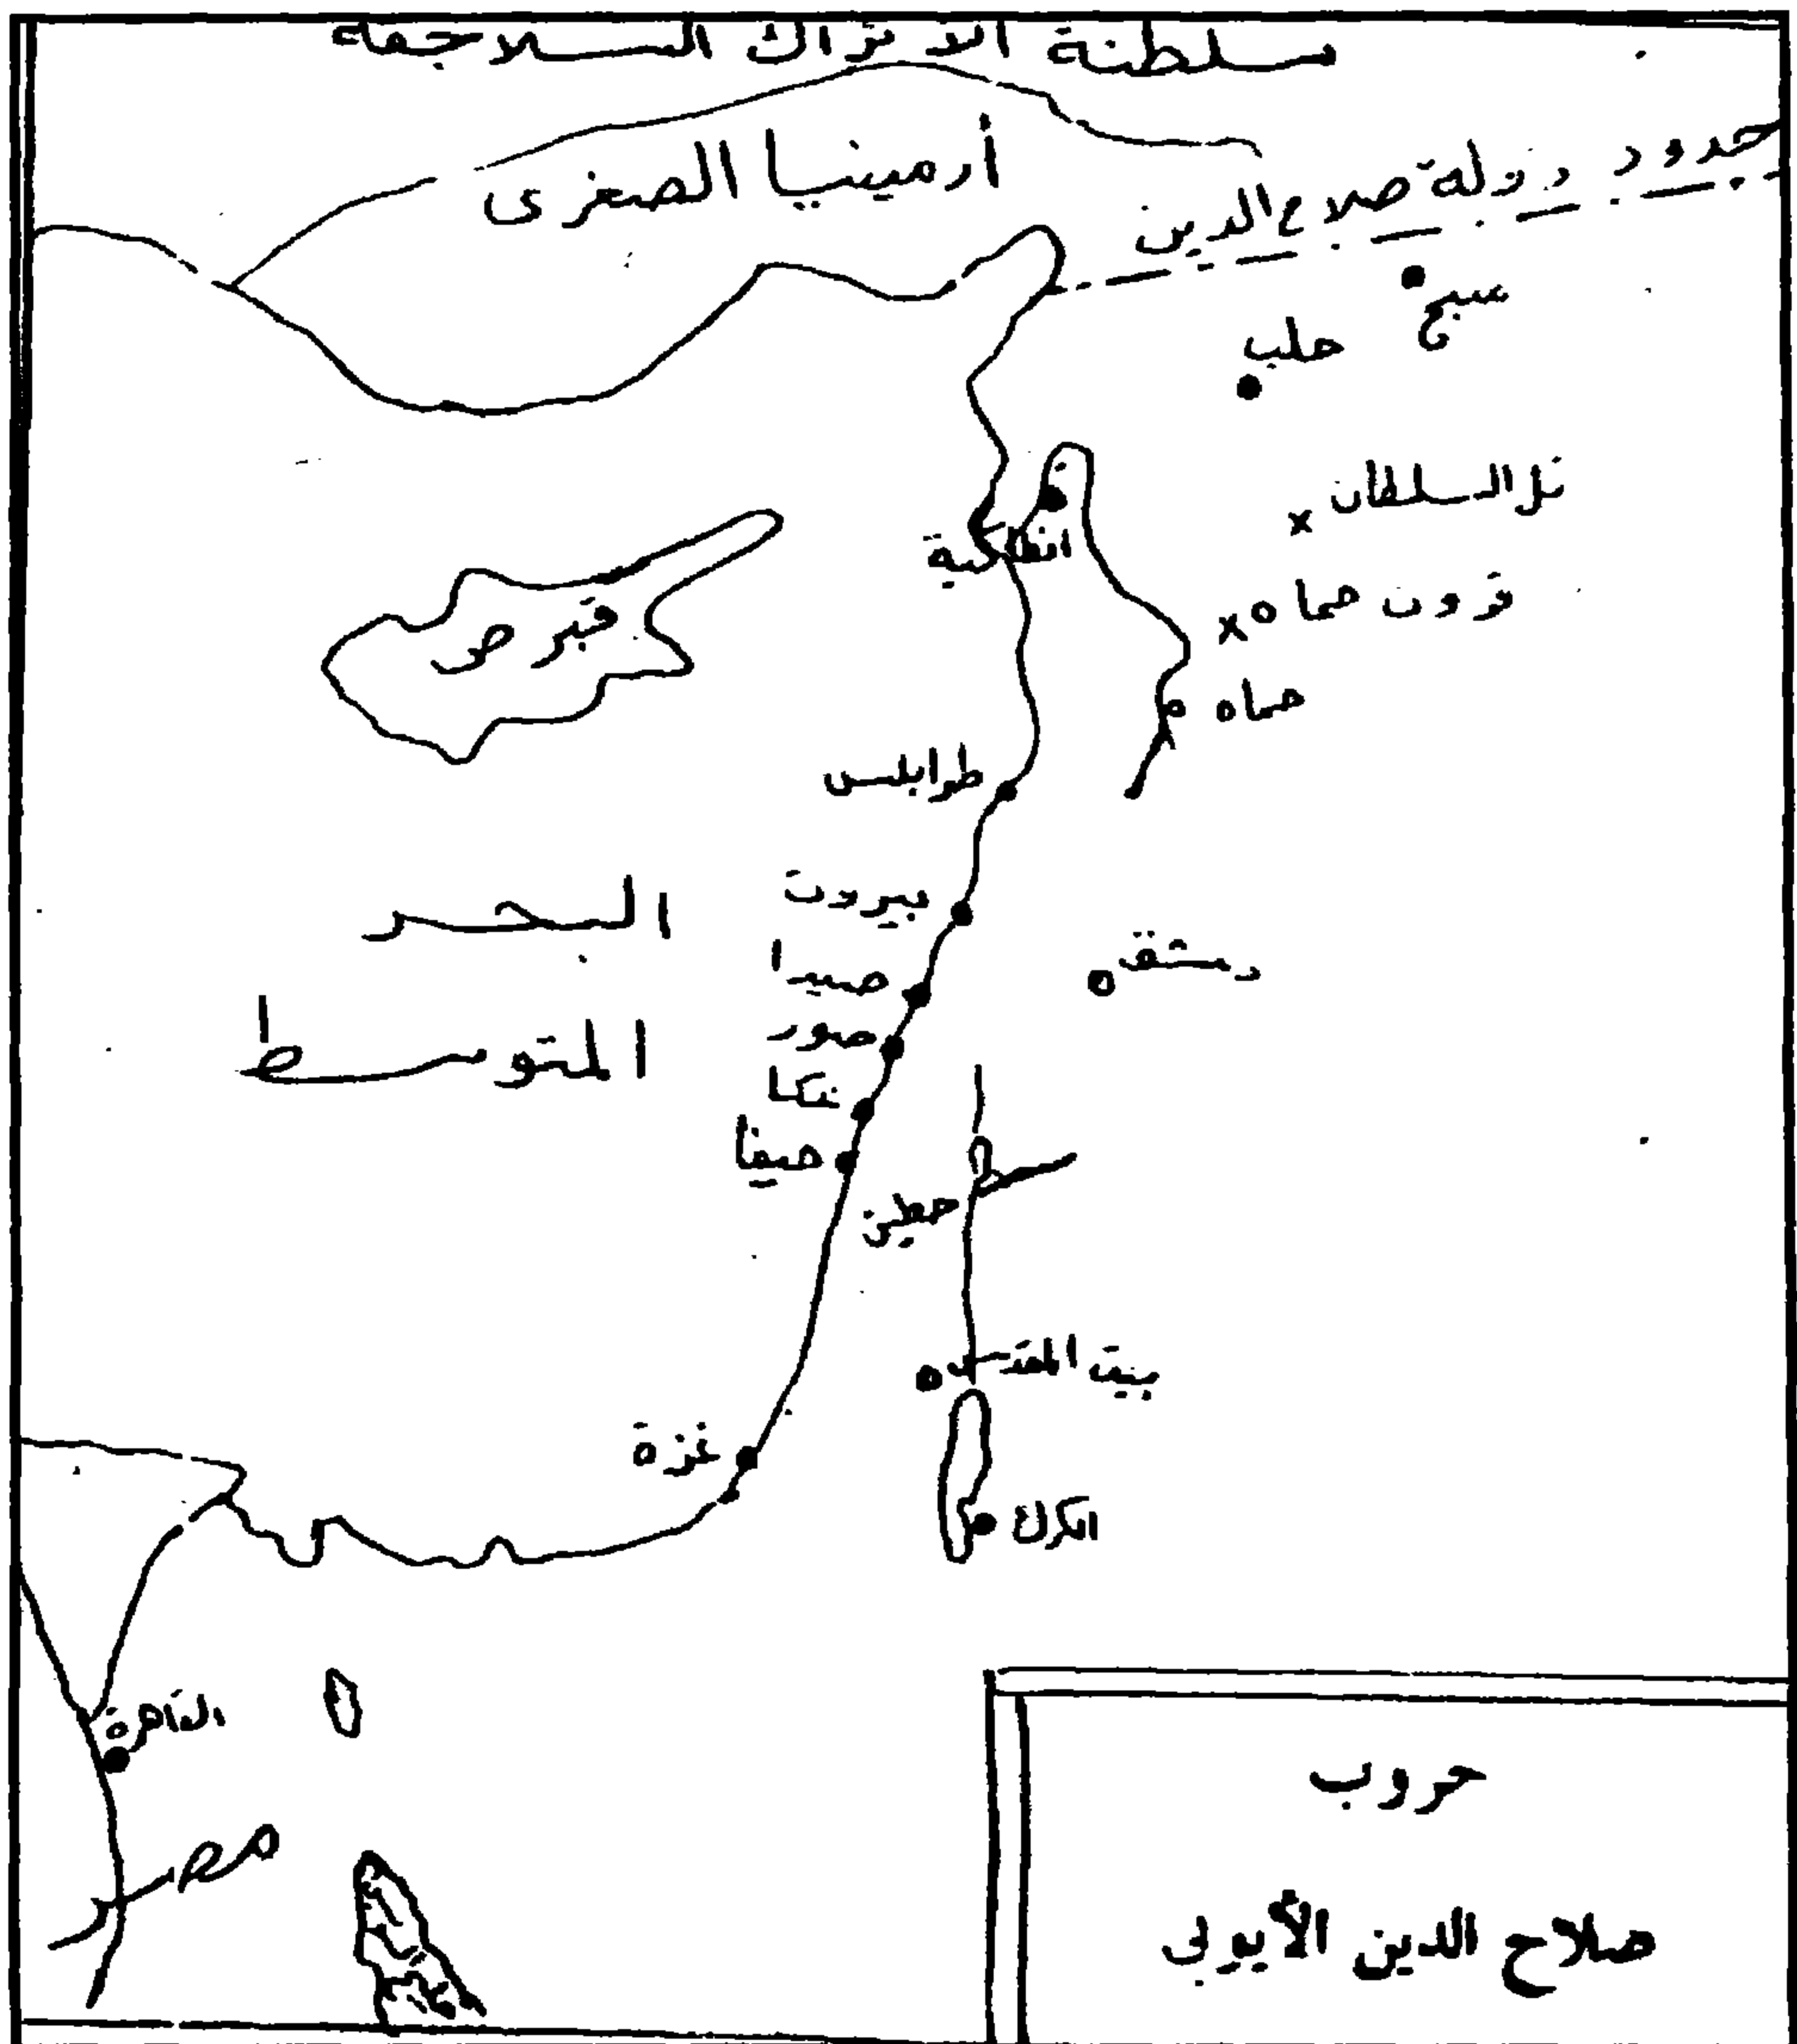 سلطنة الاتراك السلاجقة
أرمينيا الصغرى
حدود دولة صلاح الدين
حلب
تل السلطان
انطاكية
قرون حماه
قبرص
حماه
طرابلس
بيروت
دمشق
صيدا
صور
عكا
حيفا
حطين
البحر
المتوسط
بيت المقدس
غزة
الكرك
القاهرة
مصر
حروب
صلاح الدين الأيوبى